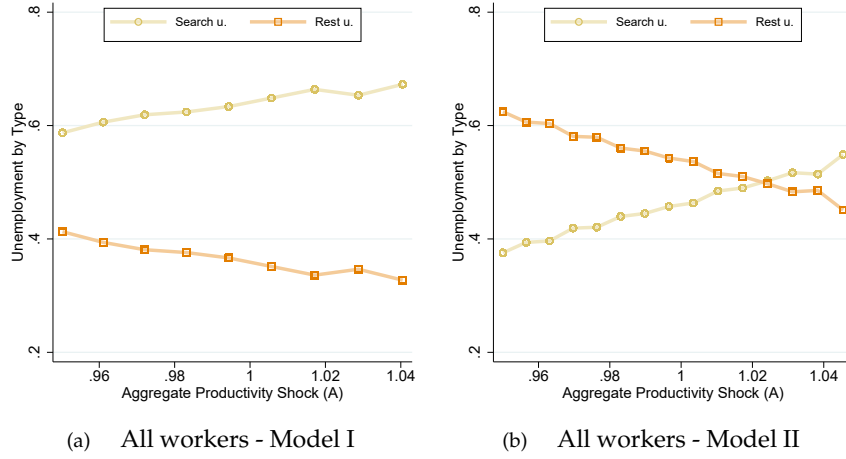 Search u. Rest u.
Unemployment by Type
.8
.6
.4
.2
.96 .98 1 1.02 1.04
Aggregate Productivity Shock (A)
(a) All workers - Model I
Search u. Rest u.
Unemployment by Type
.8
.6
.4
.2
.96 .98 1 1.02 1.04
Aggregate Productivity Shock (A)
(b) All workers - Model II